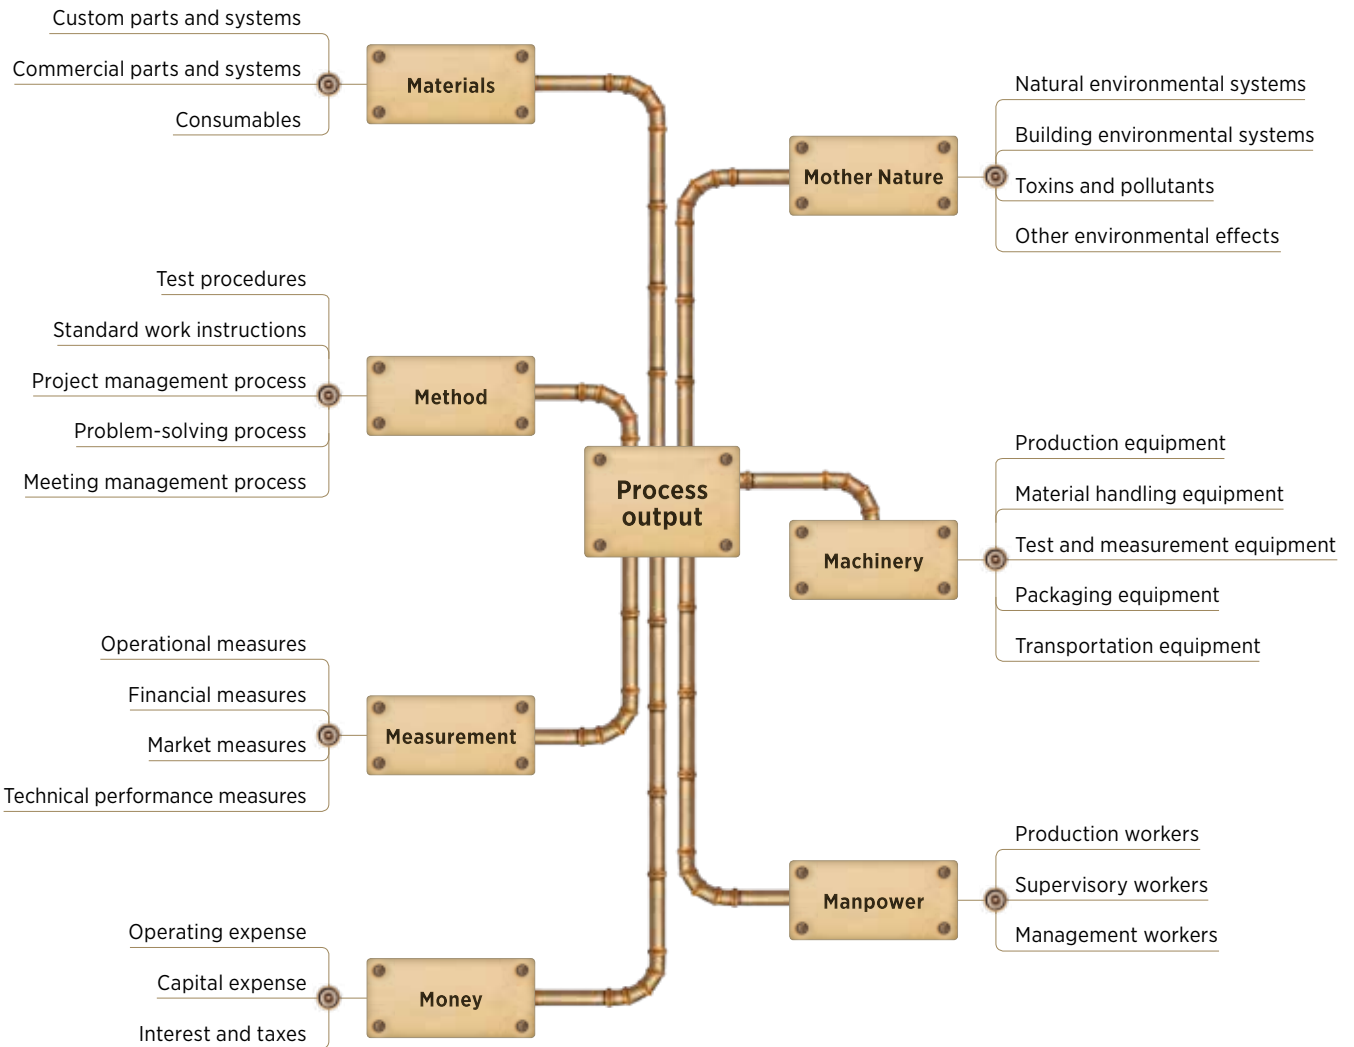 Custom parts and systems
Commercial parts and systems
Consumables
Materials
Natural environmental systems
Building environmental systems
Toxins and pollutants
Other environmental effects
Mother Nature
Test procedures
Standard work instructions
Project management process
Problem-solving process
Meeting management process
Method
Process
output
Production equipment
Material handling equipment
Test and measurement equipment
Packaging equipment
Transportation equipment
Machinery
Operational measures
Financial measures
Market measures
Technical performance measures
Measurement
Production workers
Supervisory workers
Management workers
Manpower
Operating expense
Capital expense
Interest and taxes
Money